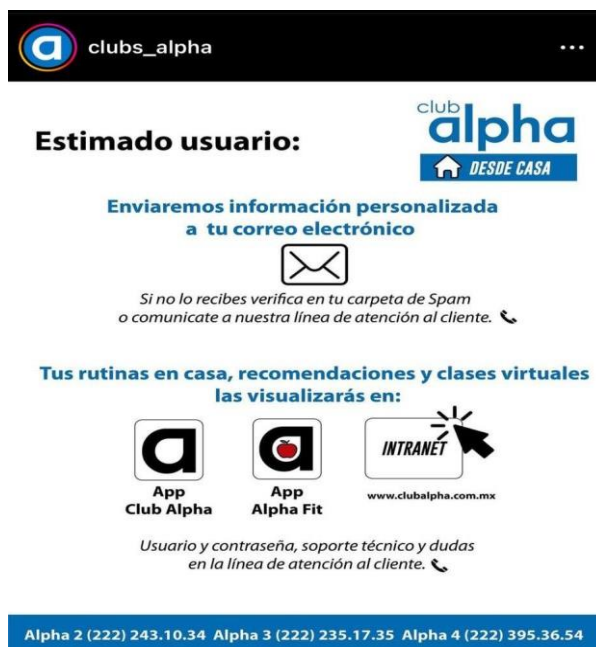 clubs_alpha
club
alpha
DESDE CASA
Estimado usuario:
Enviaremos información personalizada
a tu correo electrónico
Si no lo recibes verifica en tu carpeta de Spam
o comunicate a nuestra línea de atención al cliente.
Tus rutinas en casa, recomendaciones y clases virtuales
las visualizarás en:
INTRANET
App
Club Alpha
App
Alpha Fit
www.clubalpha.com.mx
Usuario y contraseña, soporte técnico y dudas
en la línea de atención al cliente.
Alpha 2 (222) 243.10.34 Alpha 3 (222) 235.17.35 Alpha 4 (222) 395.36.54